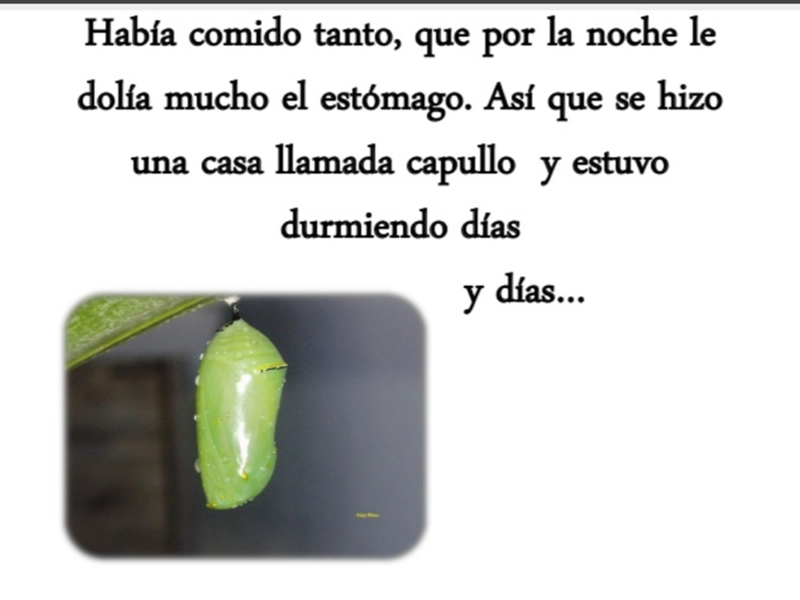 Había comido tanto, que por la noche le
dolía mucho el estómago. Así que se hizo
una casa llamada capullo y estuvo
durmiendo días
y días...